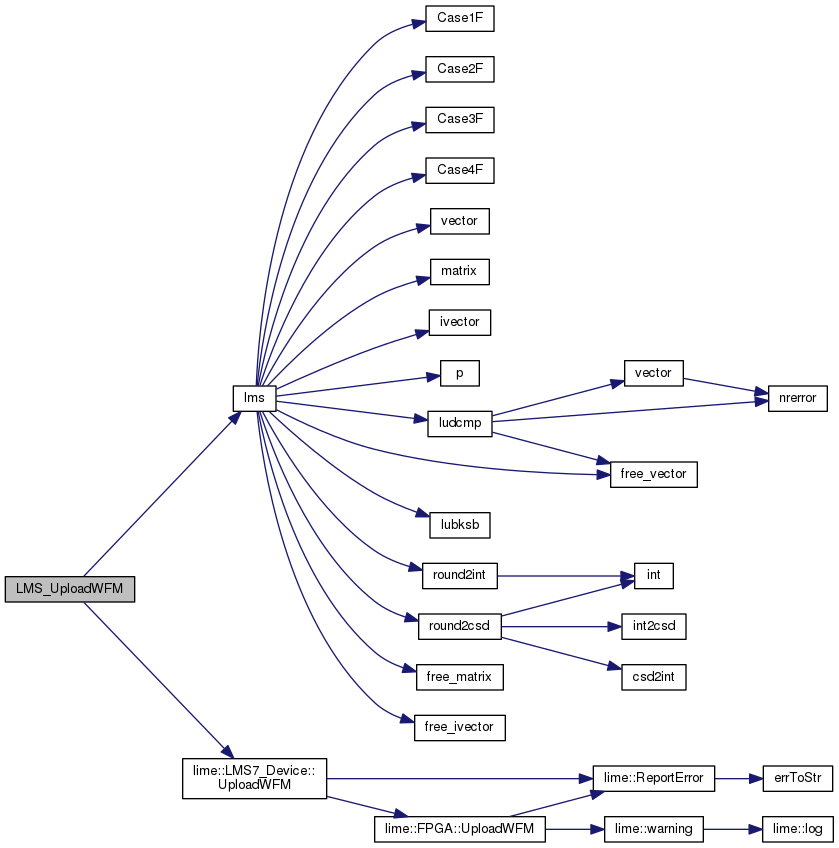 Case1F
Case2F
Case3F
Case4F
vector
matrix
ivector
p
vector
nrerror
lms
ludcmp
free_vector
lubksb
round2int
int
LMS_UploadWFM
round2csd
int2csd
free_matrix
csd2int
free_ivector
lime::LMS7_Device::
UploadWFM
lime::ReportError
errToStr
lime::FPGA::UploadWFM
lime::warning
lime::log